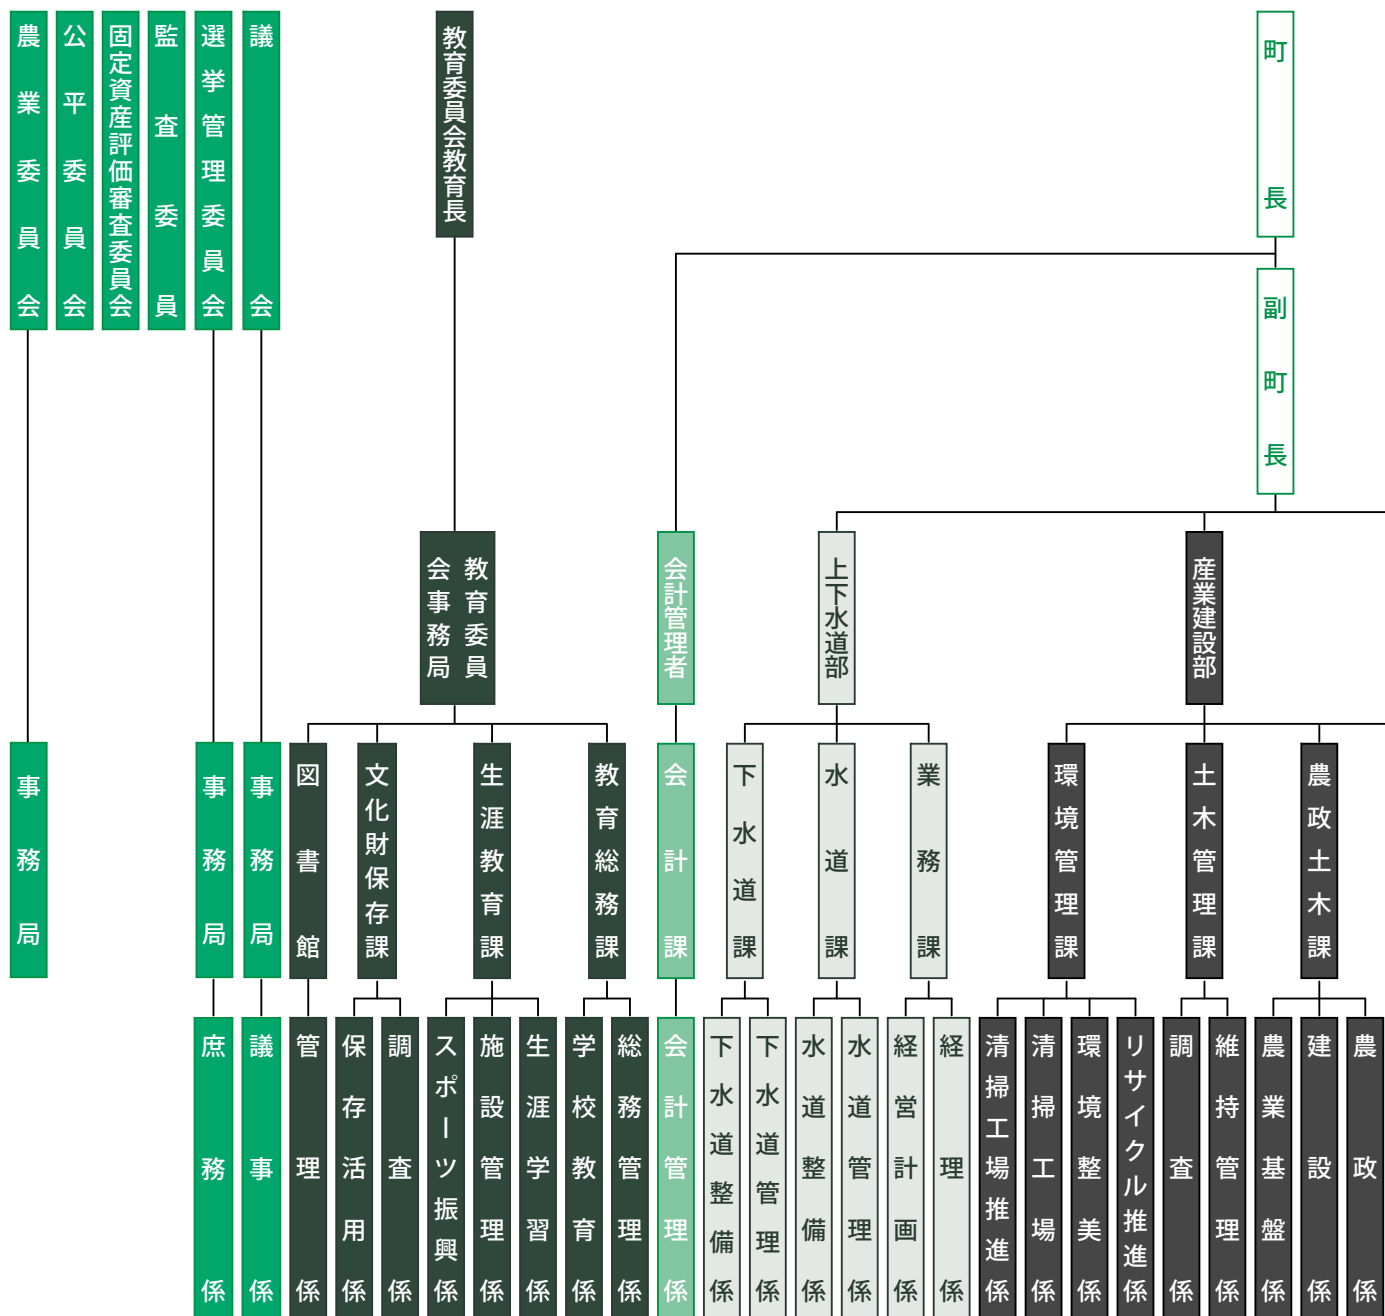 町長
副町長
教育委員会教育長
議会
選挙管理委員会
監査委員
固定資産評価審査委員会
公平委員会
農業委員会
産業建設部
上下水道部
会計管理者
教育委員
会事務局
農政土木課
土木管理課
環境管理課
業務課
水道課
下水道課
会計課
教育総務課
生涯教育課
文化財保存課
図書館
事務局
事務局
事務局
農政係
建設係
農業基盤係
維持管理係
調査係
リサイクル推進係
環境整美係
清掃工場係
清掃工場推進係
経理係
経営計画係
水道管理係
水道整備係
下水道管理係
下水道整備係
会計管理係
総務管理係
学校教育係
生涯学習係
施設管理係
スポーツ振興係
調査係
保存活用係
管理係
議事係
庶務係